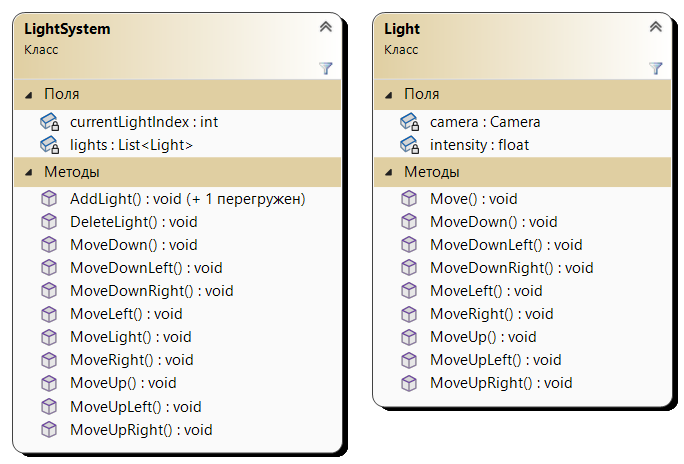 LightSystem
Класс
Поля
currentLightIndex : int
lights : List<Light>
Методы
AddLight() : void (+ 1 перегружен)
DeleteLight() : void
MoveDown() : void
MoveDownLeft() : void
MoveDownRight() : void
MoveLeft() : void
MoveLight() : void
MoveRight() : void
MoveUp() : void
MoveUpLeft() : void
MoveUpRight() : void
Light
Класс
Поля
camera : Camera
intensity : float
Методы
Move() : void
MoveDown() : void
MoveDownLeft() : void
MoveDownRight() : void
MoveLeft() : void
MoveRight() : void
MoveUp() : void
MoveUpLeft() : void
MoveUpRight() : void